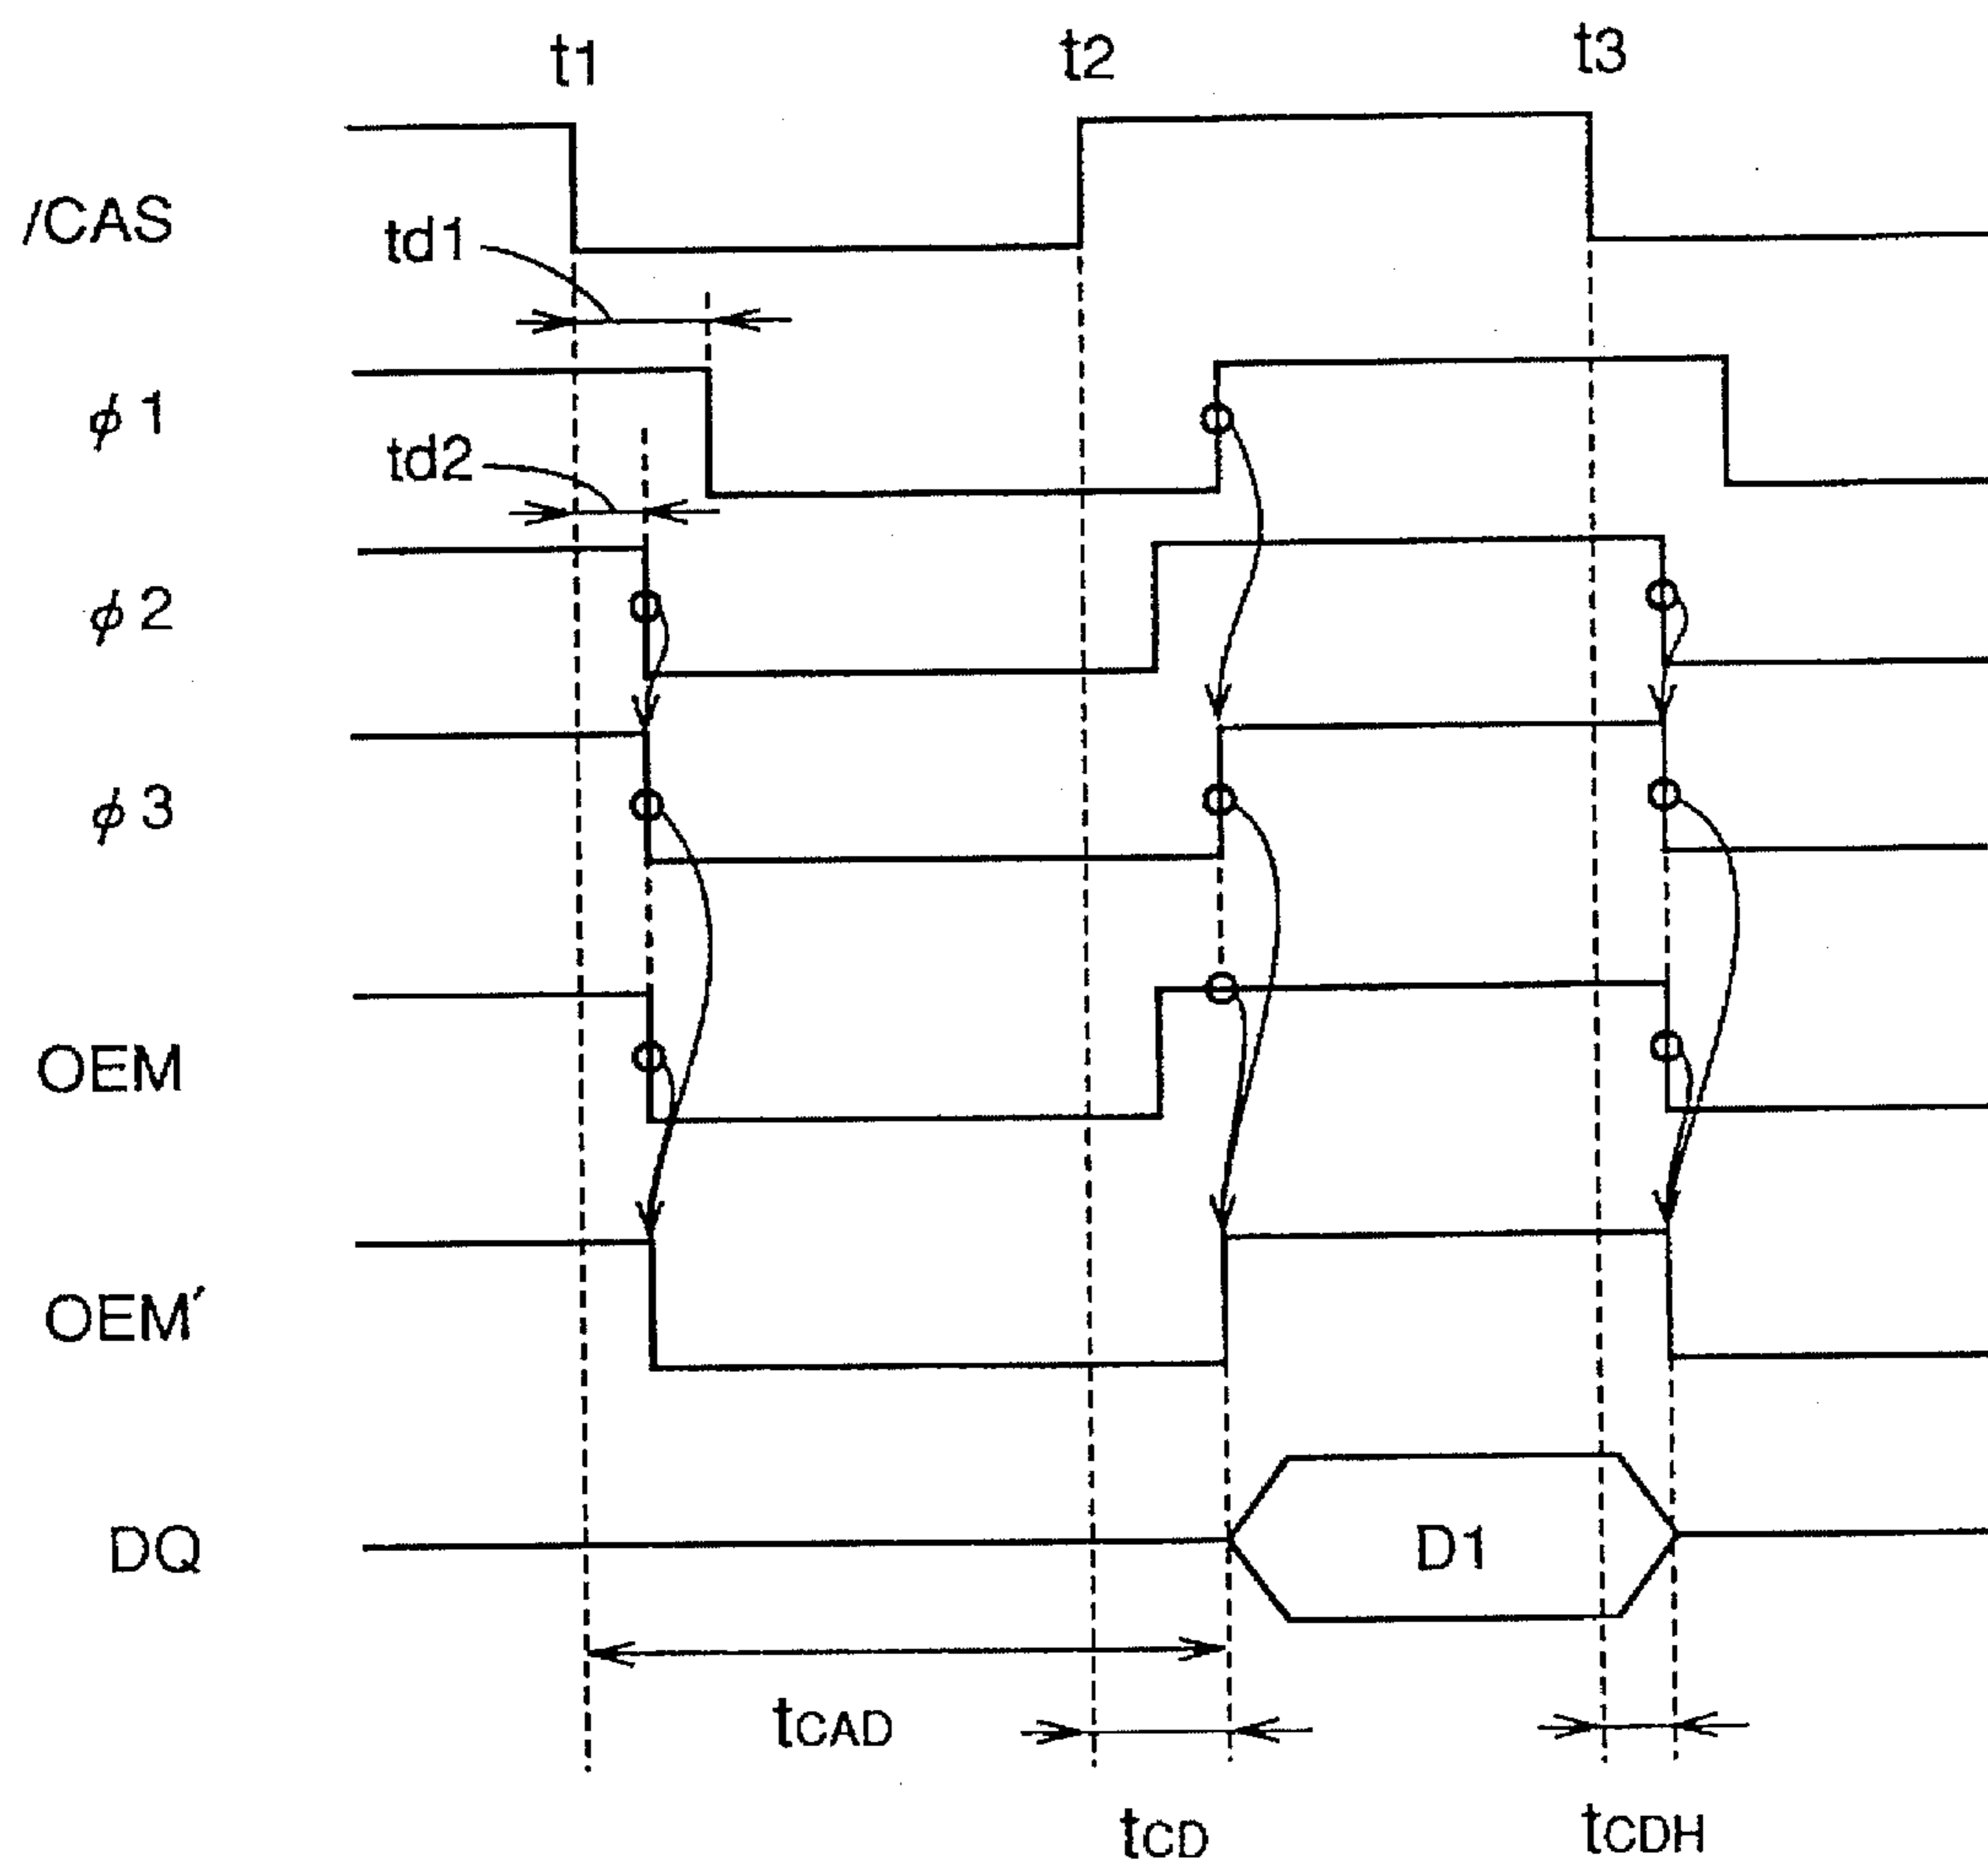 t1 t2 t3
/CAS
td1
ϕ1
td2
ϕ2
ϕ3
OEM
OEM′
DQ D1
tCAD
tCD tCDH